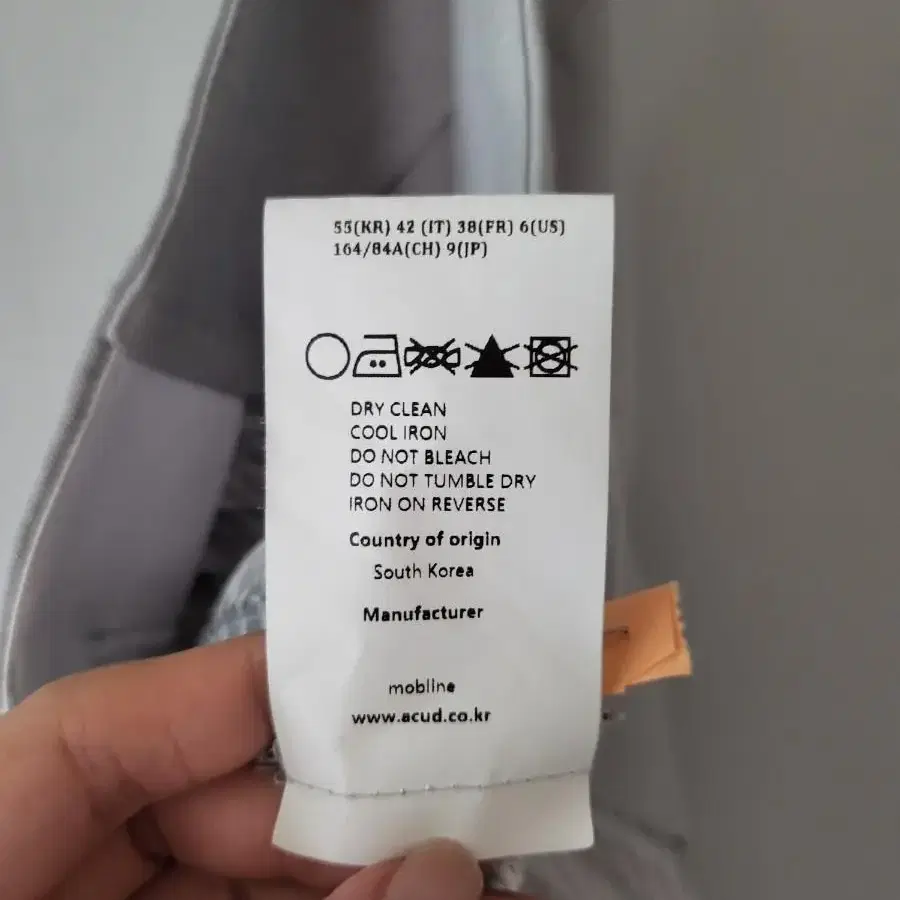 55(KR) 42 (IT) 38(FR) 6(US)
164/84A(CH) 9(JP)
DRY CLEAN
COOL IRON
DO NOT BLEACH
DO NOT TUMBLE DRY
IRON ON REVERSE
Country of origin
South Korea
Manufacturer
mobline
www.acud.co.kr